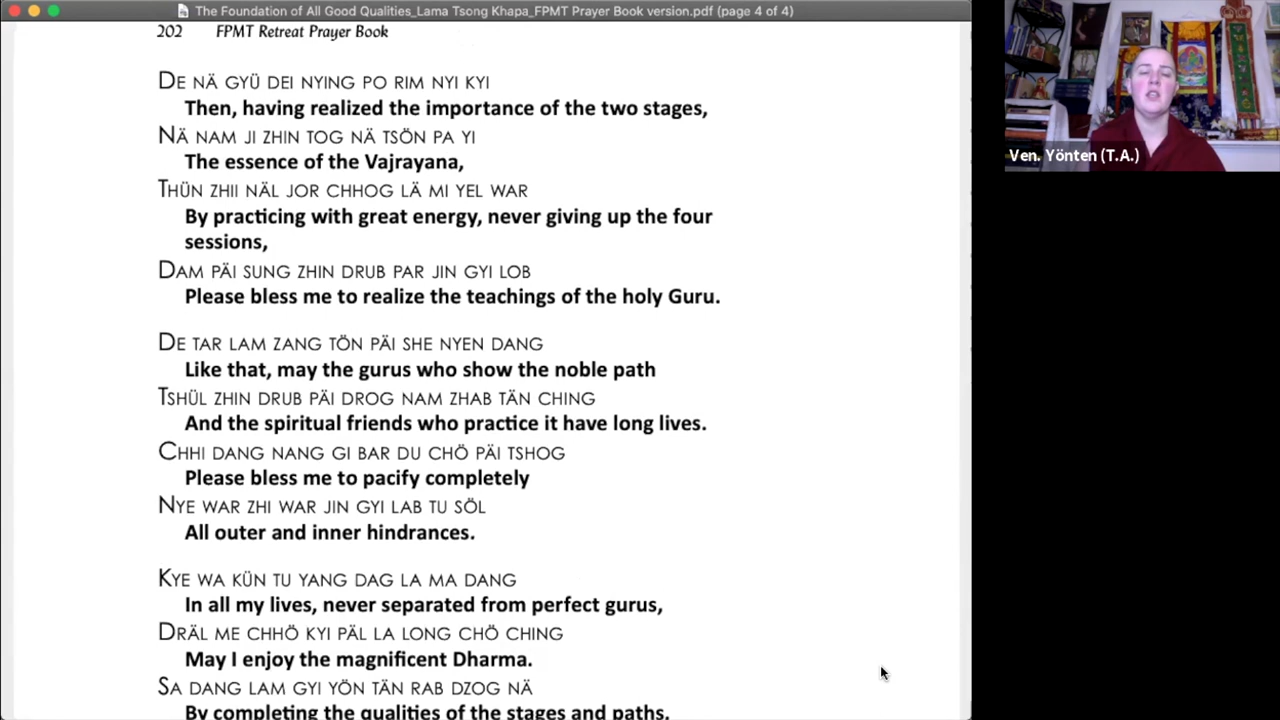 The Foundation of All Good Qualities_Lama Tsong Khapa_FPMT Prayer Book version.pdf (page 4 of 4)
202 FPMT Retreat Prayer Book
DE NÄ GYÜ DEI NYING PO RIM NYI KYI
Then, having realized the importance of the two stages,
NÄ NAM JI ZHIN TOG NÄ TSÖN PA YI
The essence of the Vajrayana,
THÜN ZHII NÄL JOR CHHOG LÄ MI YEL WAR
By practicing with great energy, never giving up the four
sessions,
DAM PÄI SUNG ZHIN DRUB PAR JIN GYI LOB
Please bless me to realize the teachings of the holy Guru.
DE TAR LAM ZANG TÖN PÄI SHE NYEN DANG
Like that, may the gurus who show the noble path
TSHÜL ZHIN DRUB PÄI DROG NAM ZHAB TÄN CHING
And the spiritual friends who practice it have long lives.
CHHI DANG NANG GI BAR DU CHÖ PÄI TSHOG
Please bless me to pacify completely
NYE WAR ZHI WAR JIN GYI LAB TU SÖL
All outer and inner hindrances.
KYE WA KÜN TU YANG DAG LA MA DANG
In all my lives, never separated from perfect gurus,
DRÄL ME CHHÖ KYI PÄL LA LONG CHÖ CHING
May I enjoy the magnificent Dharma.
SA DANG LAM GYI YÖN TÄN RAB DZOG NÄ
By completing the qualities of the stages and paths,
Ven. Yönten (T.A.)